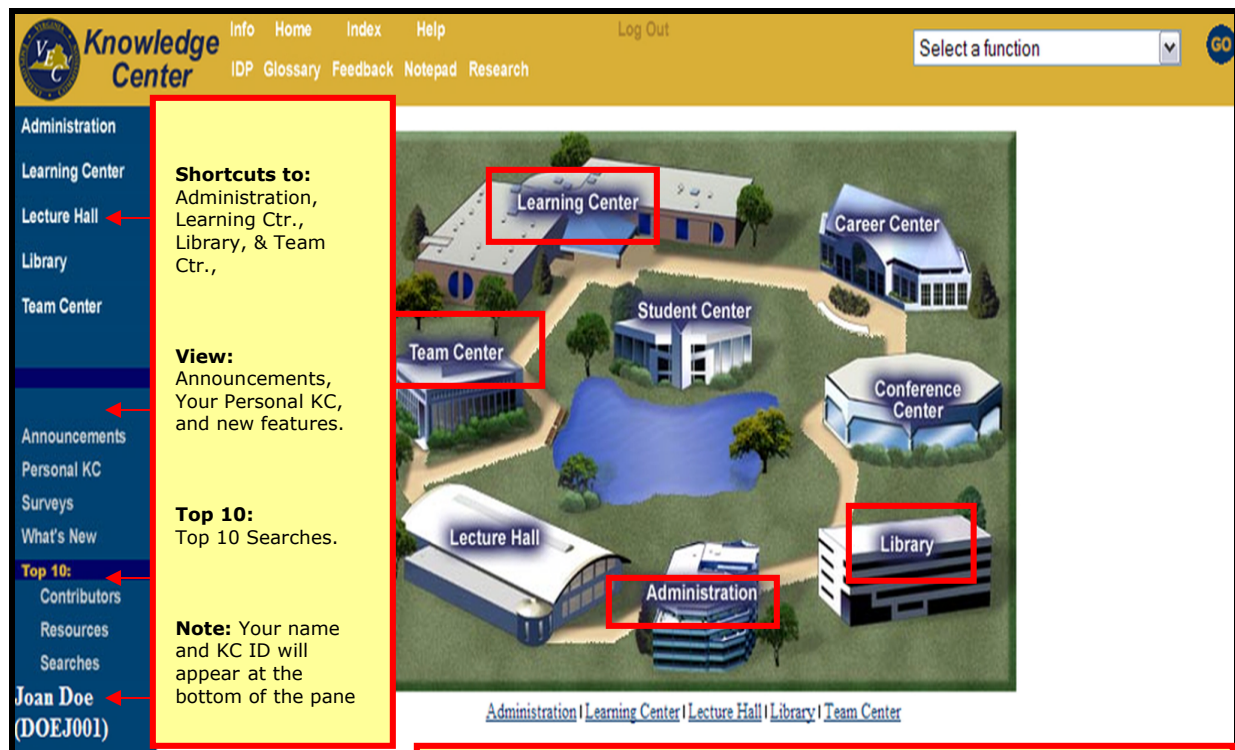 VEC
Knowledge
Center
Info Home Index Help
IDP Glossary Feedback Notepad Research
Log Out
Select a function
GO
Administration
Learning Center
Lecture Hall
Library
Team Center
Announcements
Personal KC
Surveys
What's New
Top 10:
Contributors
Resources
Searches
Joan Doe
(DOEJ001)
Shortcuts to:
Administration,
Learning Ctr.,
Library, & Team
Ctr.,
View:
Announcements,
Your Personal KC,
and new features.
Top 10:
Top 10 Searches.
Note: Your name
and KC ID will
appear at the
bottom of the pane
Learning Center
Career Center
Student Center
Team Center
Conference
Center
Lecture Hall
Library
Administration
Administration | Learning Center | Lecture Hall | Library | Team Center